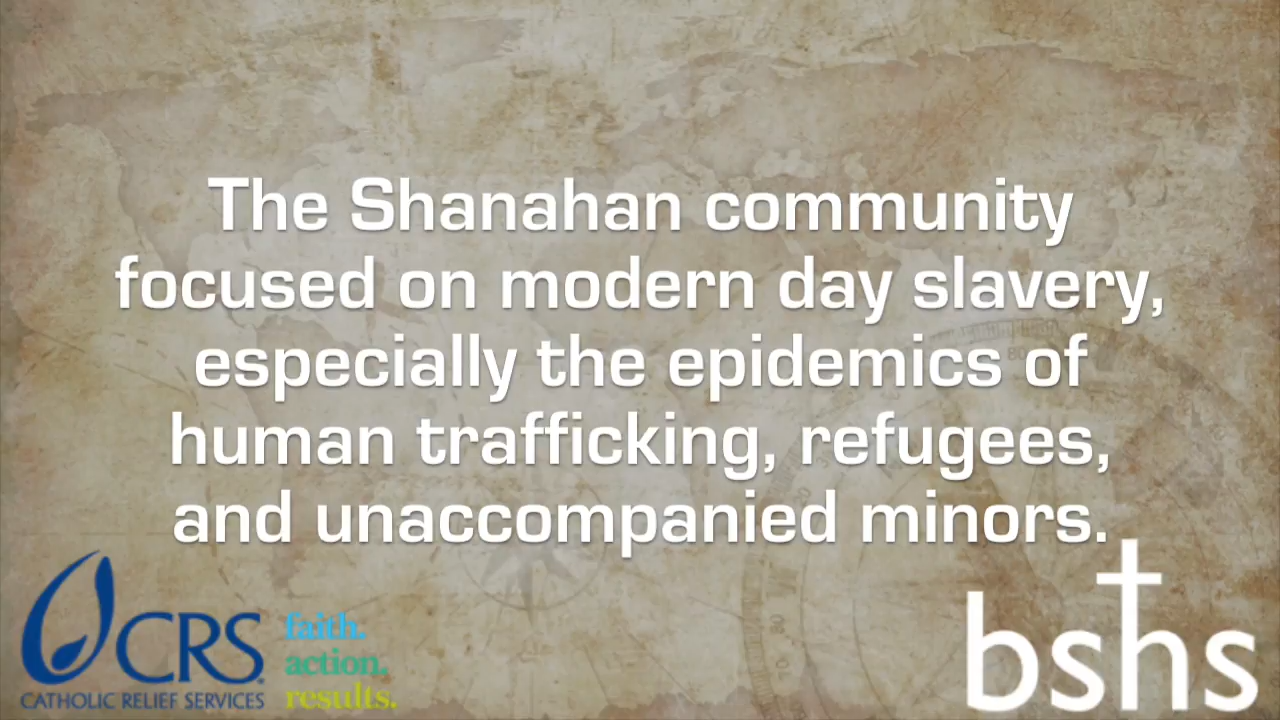 The Shanahan community
focused on modern day slavery,
especially the epidemics of
human trafficking, refugees,
and unaccompanied minors.
CRS
CATHOLIC RELIEF SERVICES
faith.
action.
results.
bshs